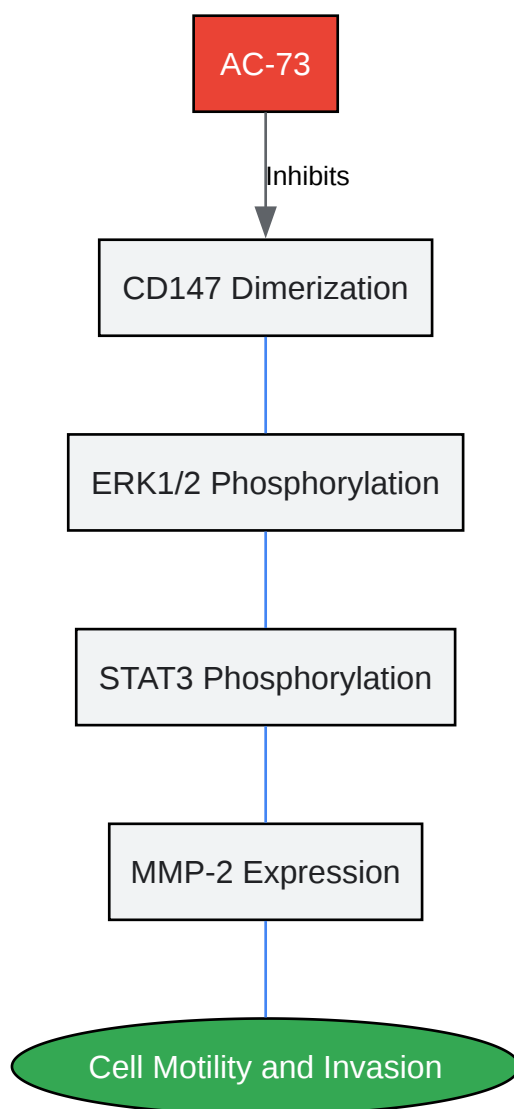 AC-73
Inhibits
CD147 Dimerization
ERK1/2 Phosphorylation
STAT3 Phosphorylation
MMP-2 Expression
Cell Motility and Invasion